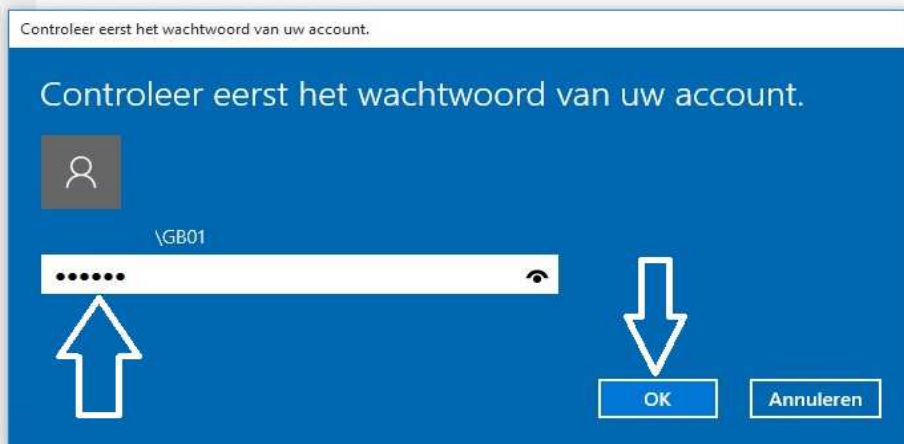 Controleer eerst het wachtwoord van uw account.
Controleer eerst het wachtwoord van uw account.
\GB01
••••••
OK Annuleren